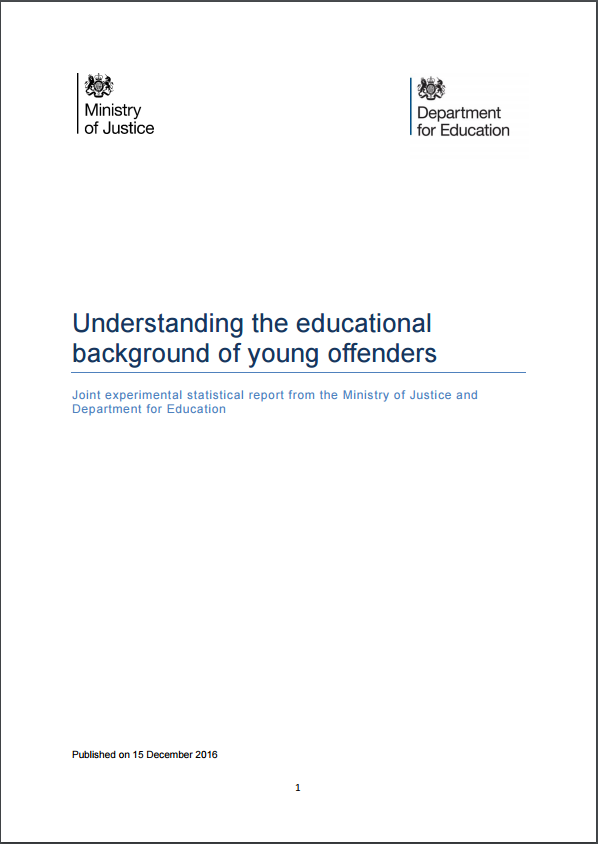 Ministry
of Justice
Department
for Education
Understanding the educational
background of young offenders
Joint experimental statistical report from the Ministry of Justice and
Department for Education
Published on 15 December 2016
1